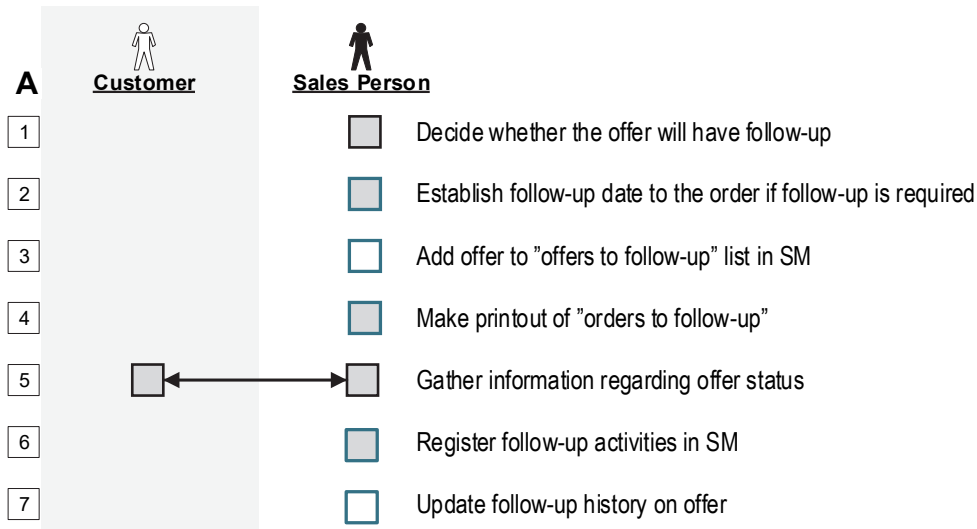 A
Customer
Sales Person
1 Decide whether the offer will have follow-up
2 Establish follow-up date to the order if follow-up is required
3 Add offer to ”offers to follow-up” list in SM
4 Make printout of ”orders to follow-up”
5 Gather information regarding offer status
6 Register follow-up activities in SM
7 Update follow-up history on offer